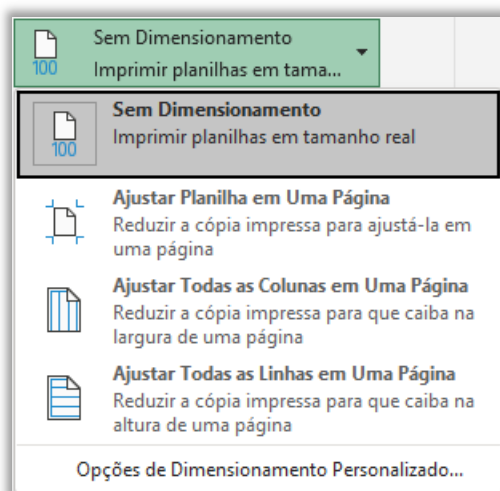 Sem Dimensionamento
100
Imprimir planilhas em tama...
Sem Dimensionamento
Imprimir planilhas em tamanho real
100
Ajustar Planilha em Uma Página
Reduzir a cópia impressa para ajustá-la em
uma página
Ajustar Todas as Colunas em Uma Página
Reduzir a cópia impressa para que caiba na
largura de uma página
Ajustar Todas as Linhas em Uma Página
Reduzir a cópia impressa para que caiba na
altura de uma página
Opções de Dimensionamento Personalizado...